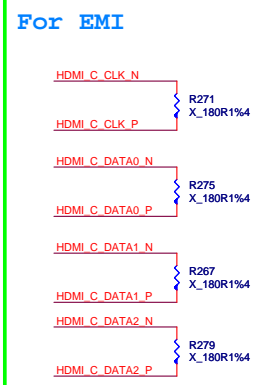 For EMI
HDMI_C_CLK_N
R271
X_180R1%4
HDMI_C_CLK_P
HDMI_C_DATA0_N
R275
X_180R1%4
HDMI_C_DATA0_P
HDMI_C_DATA1_N
R267
X_180R1%4
HDMI_C_DATA1_P
HDMI_C_DATA2_N
R279
X_180R1%4
HDMI_C_DATA2_P